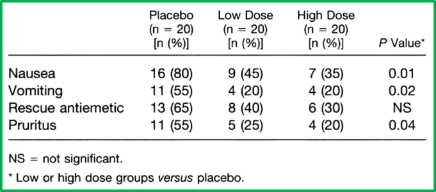 Placebo Low Dose High Dose
(n = 20) (n = 20) (n = 20)
[n (%)] [n (%)] [n (%)] P Value*
Nausea 16 (80) 9 (45) 7 (35) 0.01
Vomiting 11 (55) 4 (20) 4 (20) 0.02
Rescue antiemetic 13 (65) 8 (40) 6 (30) NS
Pruritus 11 (55) 5 (25) 4 (20) 0.04
NS = not significant.
* Low or high dose groups versus placebo.